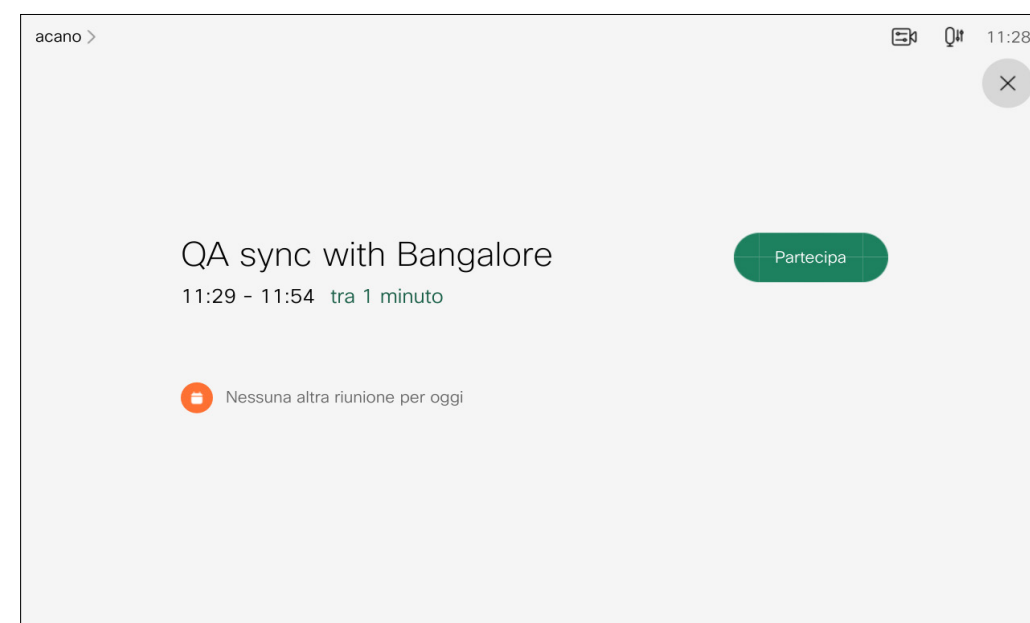 acano
11:28
QA sync with Bangalore
Partecipa
11:29 - 11:54 tra 1 minuto
Nessuna altra riunione per oggi